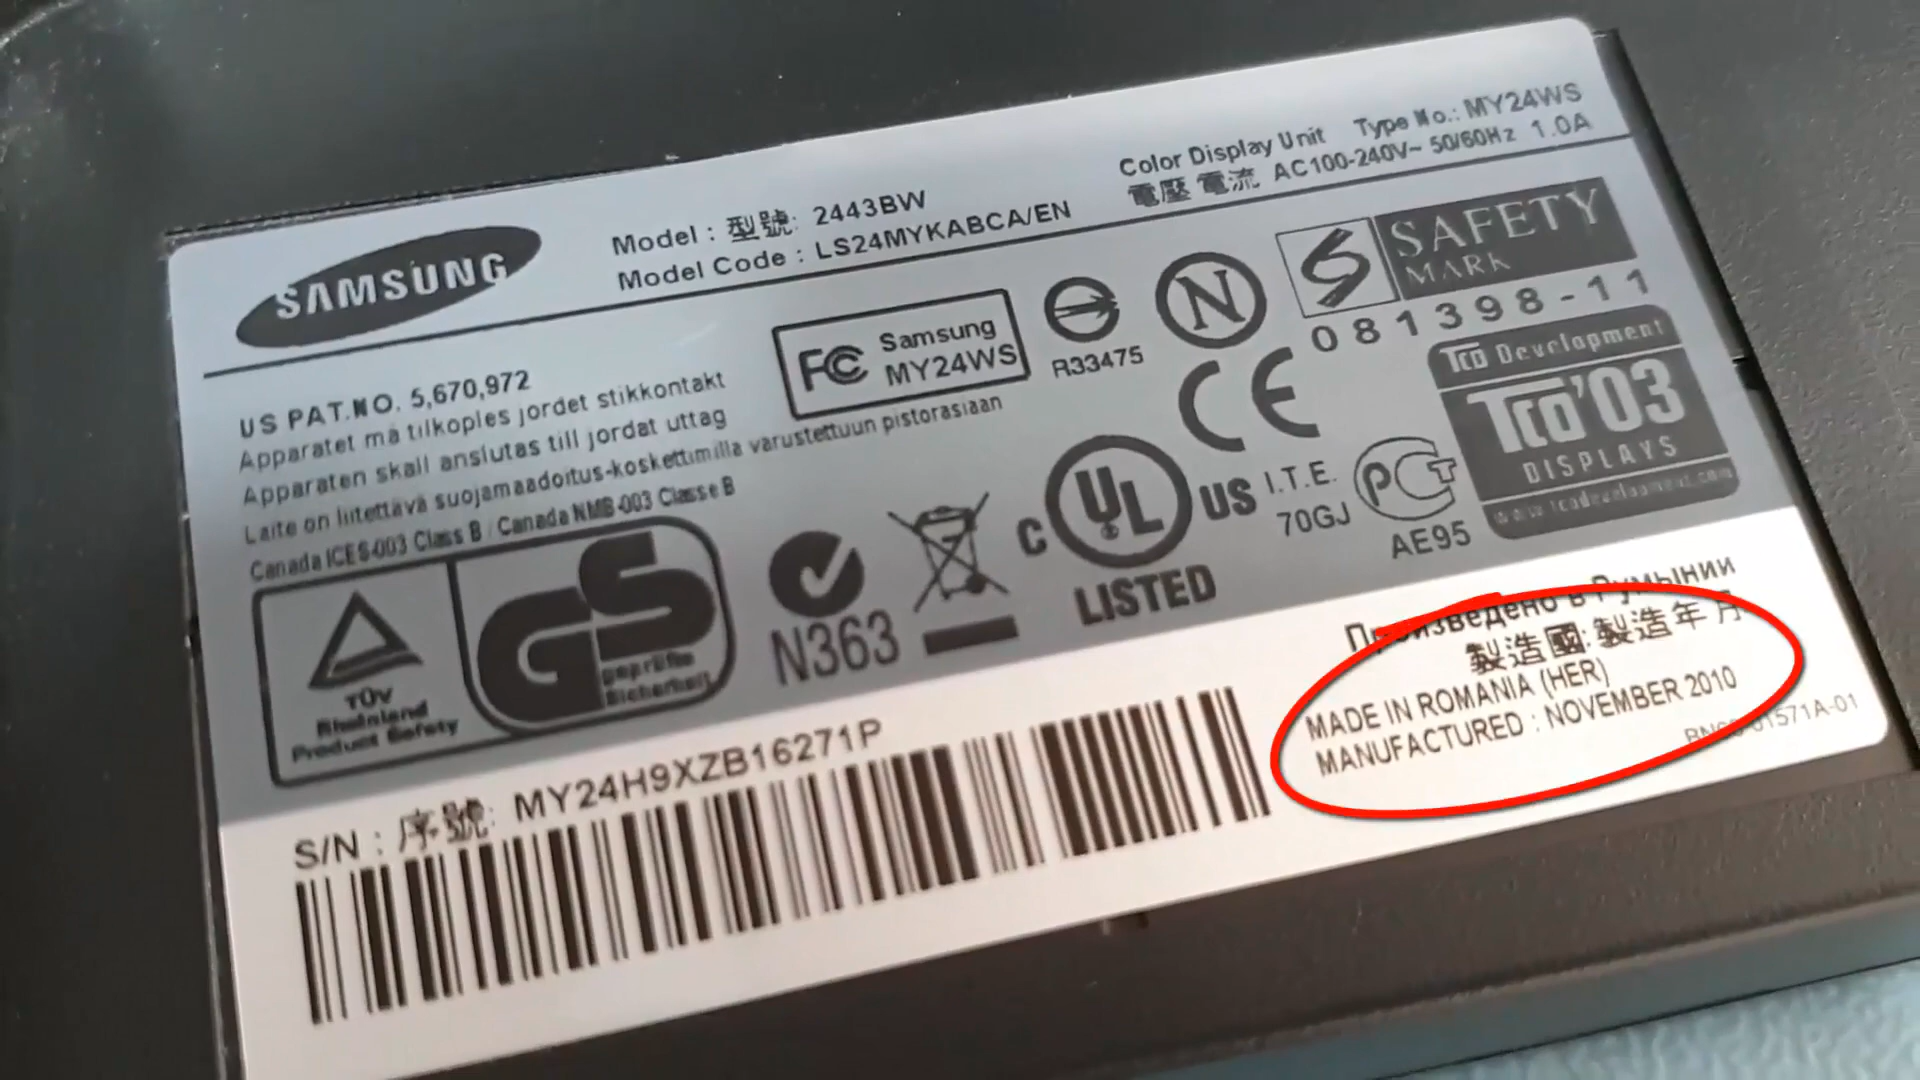 SAMSUNG
Model : 型號: 2443BW
Model Code : LS24MYKABCA/EN
Color Display Unit Type No.: MY24WS
電壓 電流 AC100-240V~ 50/60Hz 1.0A
US PAT.NO. 5,670,972
Apparatet må tilkoples jordet stikkontakt
Apparaten skall anslutas till jordat uttag
Laite on liitettävä suojamaadoitus-koskettimilla varustettuun pistorasiaan
Canada ICES-003 Class B / Canada NMB-003 Classe B
FC Samsung
MY24WS
R33475
N
S SAFETY
MARK
081398-11
CE
TCO Development
TCO'03
DISPLAYS
www.tcodevelopment.com
TÜV
Rheinland
Product Safety
GS
geprüfte
Sicherheit
N363
C UL US
®
LISTED
I.T.E.
70GJ
PCT
AE95
Произведено в Румынии
製造國: 製造年月
MADE IN ROMANIA (HER)
MANUFACTURED : NOVEMBER 2010
1571A-01
S/N : 序號: MY24H9XZB16271P